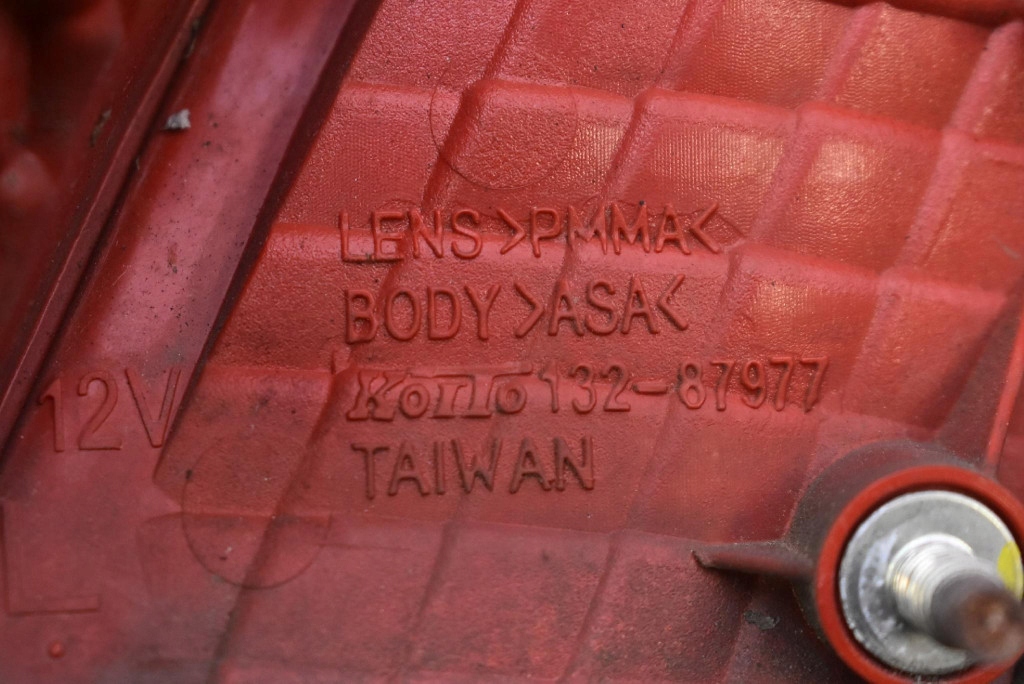 LENS >PMMA<
BODY >ASA<
KOITO 132-87977
TAIWAN
12V
L